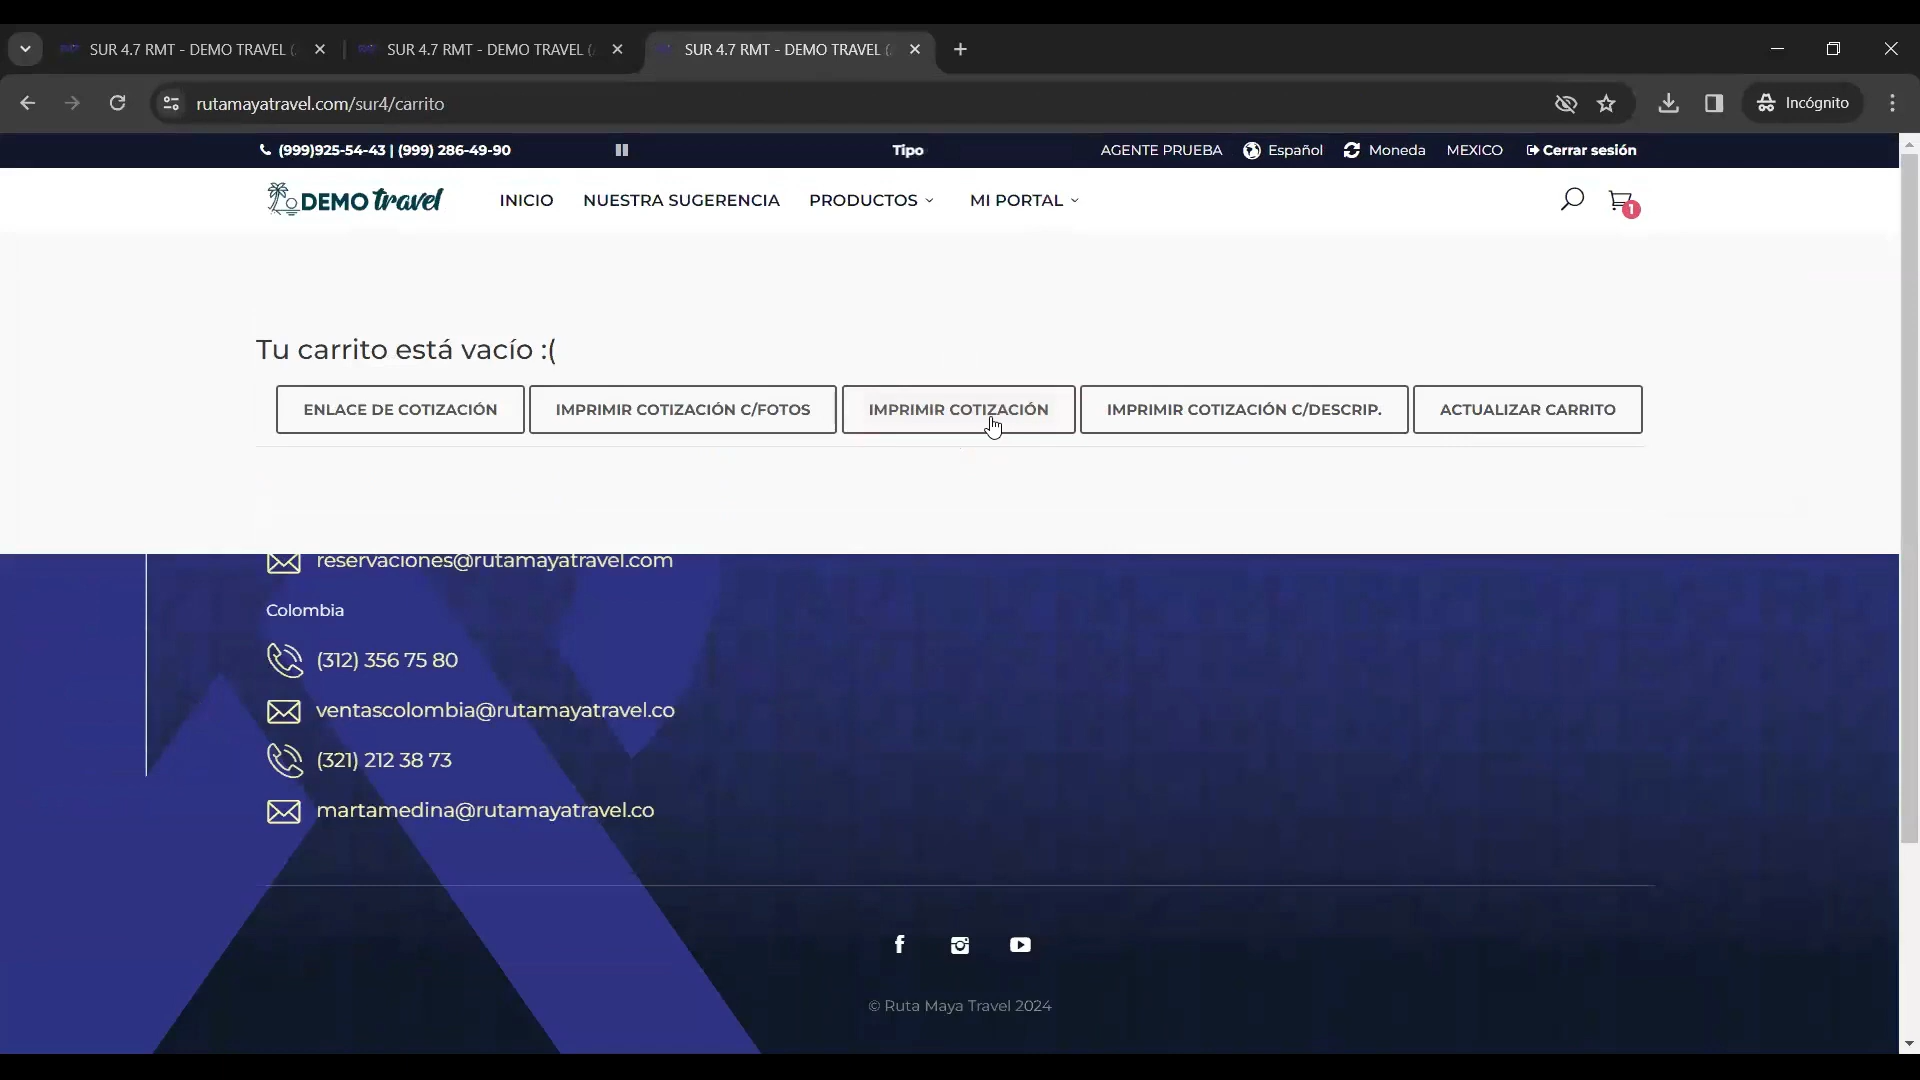 SUR 4.7 RMT - DEMO TRAVEL (
SUR 4.7 RMT - DEMO TRAVEL (
SUR 4.7 RMT - DEMO TRAVEL (
rutamayatravel.com/sur4/carrito
Incógnito
(999)925-54-43 | (999) 286-49-90
Tipo
AGENTE PRUEBA
Español
Moneda
MEXICO
Cerrar sesión
DEMO travel
INICIO
NUESTRA SUGERENCIA
PRODUCTOS
MI PORTAL
1
Tu carrito está vacío :(
ENLACE DE COTIZACIÓN
IMPRIMIR COTIZACIÓN C/FOTOS
IMPRIMIR COTIZACIÓN
IMPRIMIR COTIZACIÓN C/DESCRIP.
ACTUALIZAR CARRITO
reservaciones@rutamayatravel.com
Colombia
(312) 356 75 80
ventascolombia@rutamayatravel.co
(321) 212 38 73
martamedina@rutamayatravel.co
© Ruta Maya Travel 2024